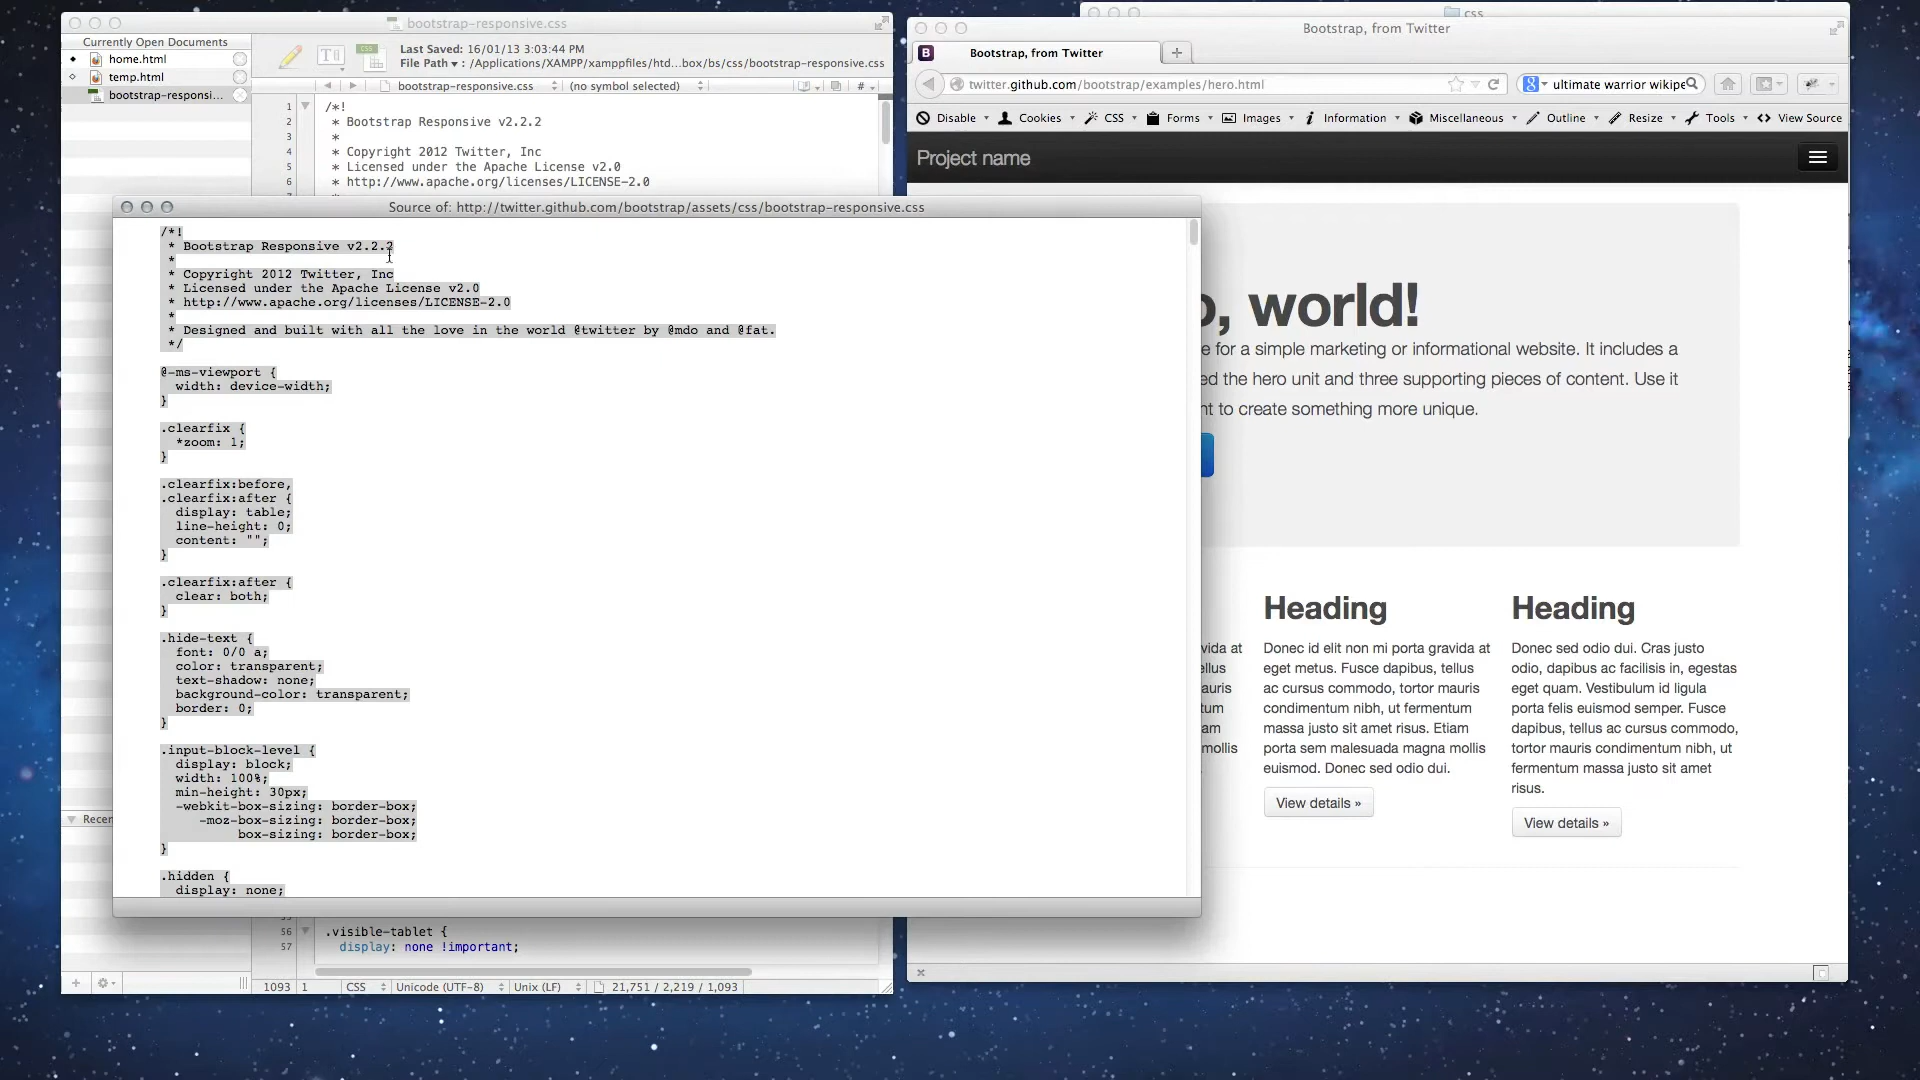 bootstrap-responsive.css
Currently Open Documents
home.html
temp.html
bootstrap-responsi...
Last Saved: 16/01/13 3:03:44 PM
File Path ▾ : /Applications/XAMPP/xamppfiles/htd...box/bs/css/bootstrap-responsive.css
bootstrap-responsive.css
(no symbol selected)
1 /*!
2 * Bootstrap Responsive v2.2.2
3 *
4 * Copyright 2012 Twitter, Inc
5 * Licensed under the Apache License v2.0
6 * http://www.apache.org/licenses/LICENSE-2.0
css
Bootstrap, from Twitter
Bootstrap, from Twitter
twitter.github.com/bootstrap/examples/hero.html
ultimate warrior wikipe
Disable
Cookies
CSS
Forms
Images
Information
Miscellaneous
Outline
Resize
Tools
View Source
Project name
Source of: http://twitter.github.com/bootstrap/assets/css/bootstrap-responsive.css
/*!
* Bootstrap Responsive v2.2.2
*
* Copyright 2012 Twitter, Inc
* Licensed under the Apache License v2.0
* http://www.apache.org/licenses/LICENSE-2.0
*
* Designed and built with all the love in the world @twitter by @mdo and @fat.
*/
@-ms-viewport {
width: device-width;
}
.clearfix {
*zoom: 1;
}
.clearfix:before,
.clearfix:after {
display: table;
line-height: 0;
content: "";
}
.clearfix:after {
clear: both;
}
.hide-text {
font: 0/0 a;
color: transparent;
text-shadow: none;
background-color: transparent;
border: 0;
}
.input-block-level {
display: block;
width: 100%;
min-height: 30px;
-webkit-box-sizing: border-box;
-moz-box-sizing: border-box;
box-sizing: border-box;
}
.hidden {
display: none;
, world!
e for a simple marketing or informational website. It includes a
ed the hero unit and three supporting pieces of content. Use it
nt to create something more unique.
Heading
Donec id elit non mi porta gravida at
eget metus. Fusce dapibus, tellus
ac cursus commodo, tortor mauris
condimentum nibh, ut fermentum
massa justo sit amet risus. Etiam
porta sem malesuada magna mollis
euismod. Donec sed odio dui.
View details »
Heading
Donec sed odio dui. Cras justo
odio, dapibus ac facilisis in, egestas
eget quam. Vestibulum id ligula
porta felis euismod semper. Fusce
dapibus, tellus ac cursus commodo,
tortor mauris condimentum nibh, ut
fermentum massa justo sit amet
risus.
View details »
Recen
56 .visible-tablet {
57 display: none !important;
1093 1
CSS
Unicode (UTF-8)
Unix (LF)
21,751 / 2,219 / 1,093